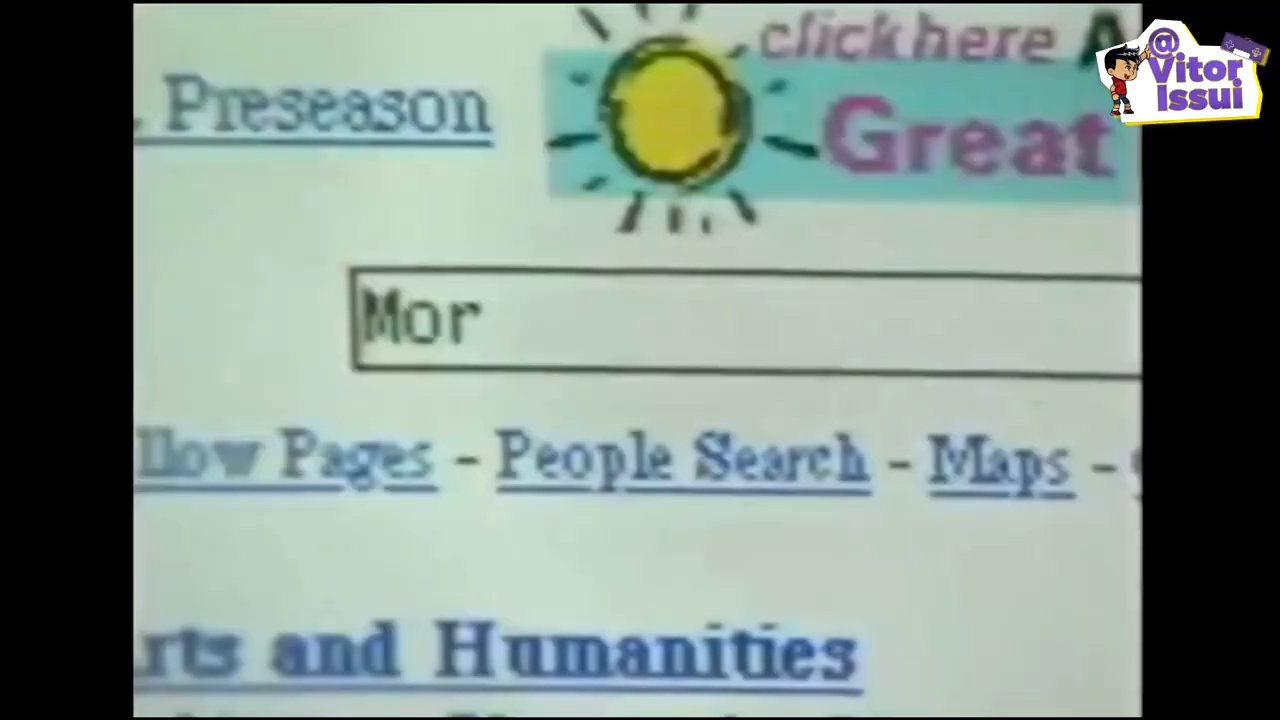 click here A
@
Vitor
Issui
. Preseason
Great
Mor
llow Pages - People Search - Maps -
rts and Humanities